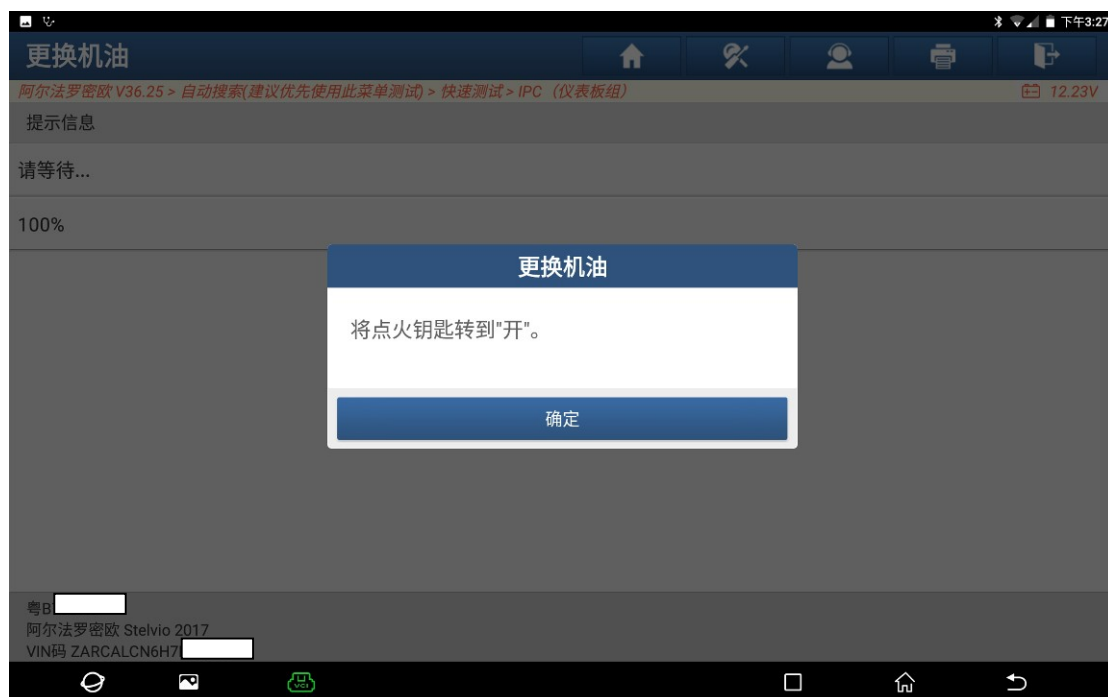 下午3:27
更换机油
阿尔法罗密欧 V36.25 > 自动搜索(建议优先使用此菜单测试) > 快速测试 > IPC（仪表板组） 12.23V
提示信息
请等待...
100%
更换机油
将点火钥匙转到"开"。
确定
粤B
阿尔法罗密欧 Stelvio 2017
VIN码 ZARCALCN6H7
VCI